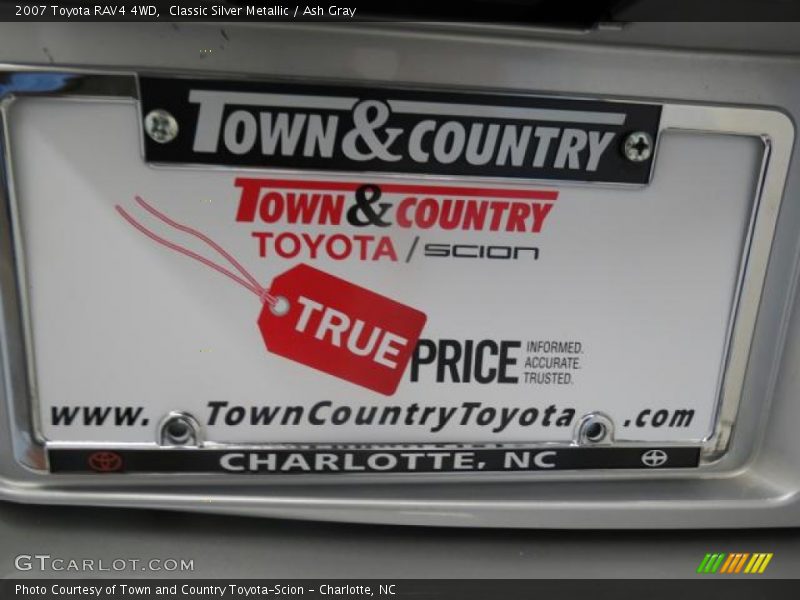 2007 Toyota RAV4 4WD,  Classic Silver Metallic / Ash Gray
TOWN & COUNTRY
TOWN & COUNTRY
TOYOTA / SCION
TRUE
PRICE
INFORMED.
ACCURATE.
TRUSTED.
www.TownCountryToyota.com
CHARLOTTE, NC
GTCARLOT.COM
Photo Courtesy of Town and Country Toyota-Scion - Charlotte, NC